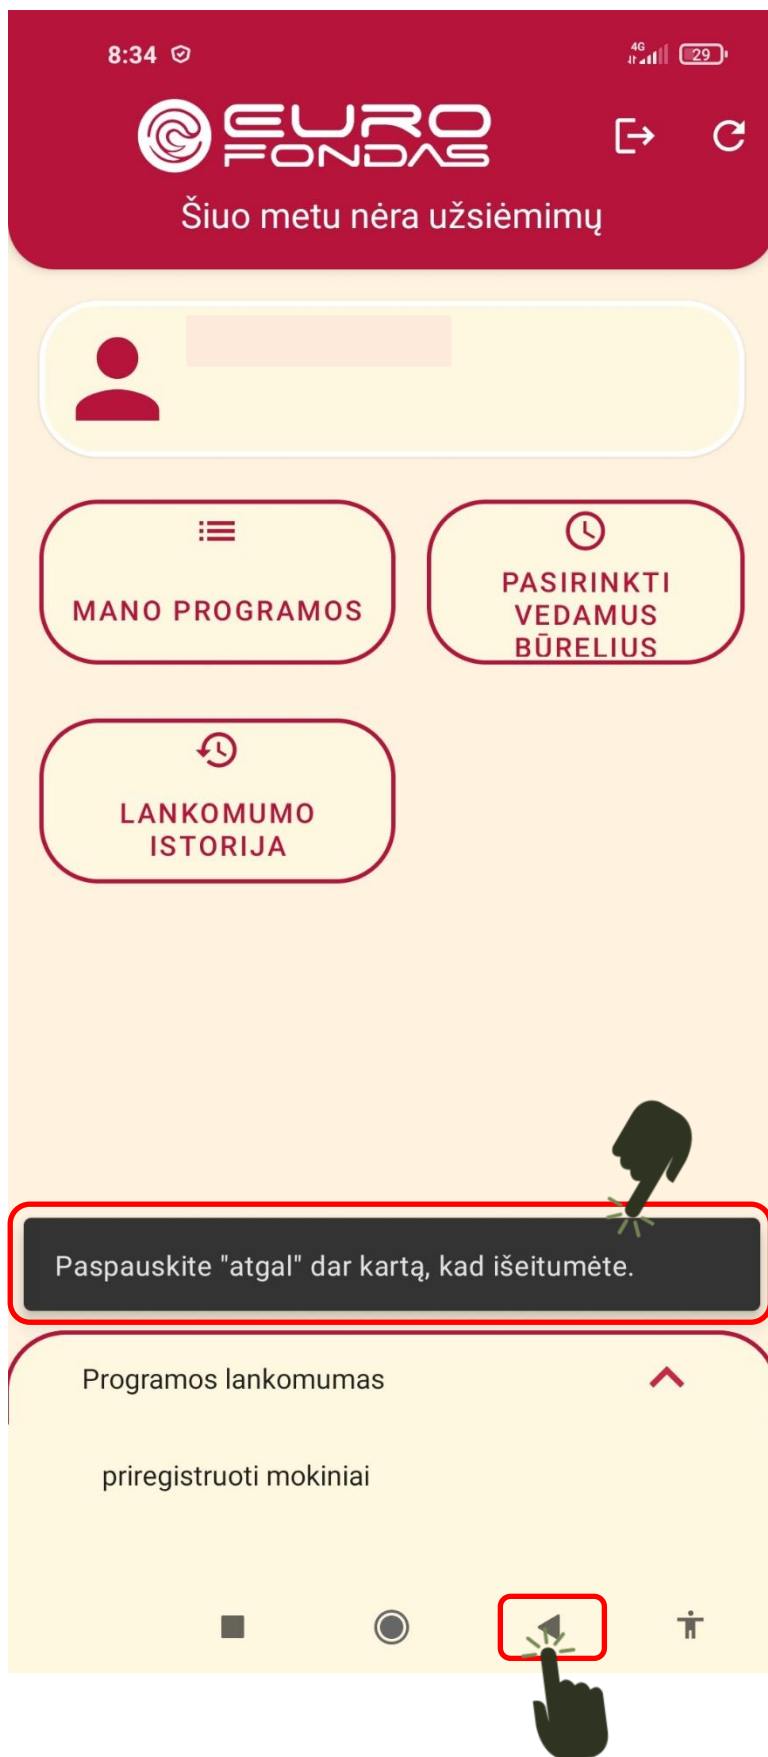 8:34
4G
29
EURO
FONDAS
Šiuo metu nėra užsiėmimų
MANO PROGRAMOS
PASIRINKTI
VEDAMUS
BŪRELIUS
LANKOMUMO
ISTORIJA
Paspauskite "atgal" dar kartą, kad išeitumėte.
Programos lankomumas
priregistruoti mokiniai